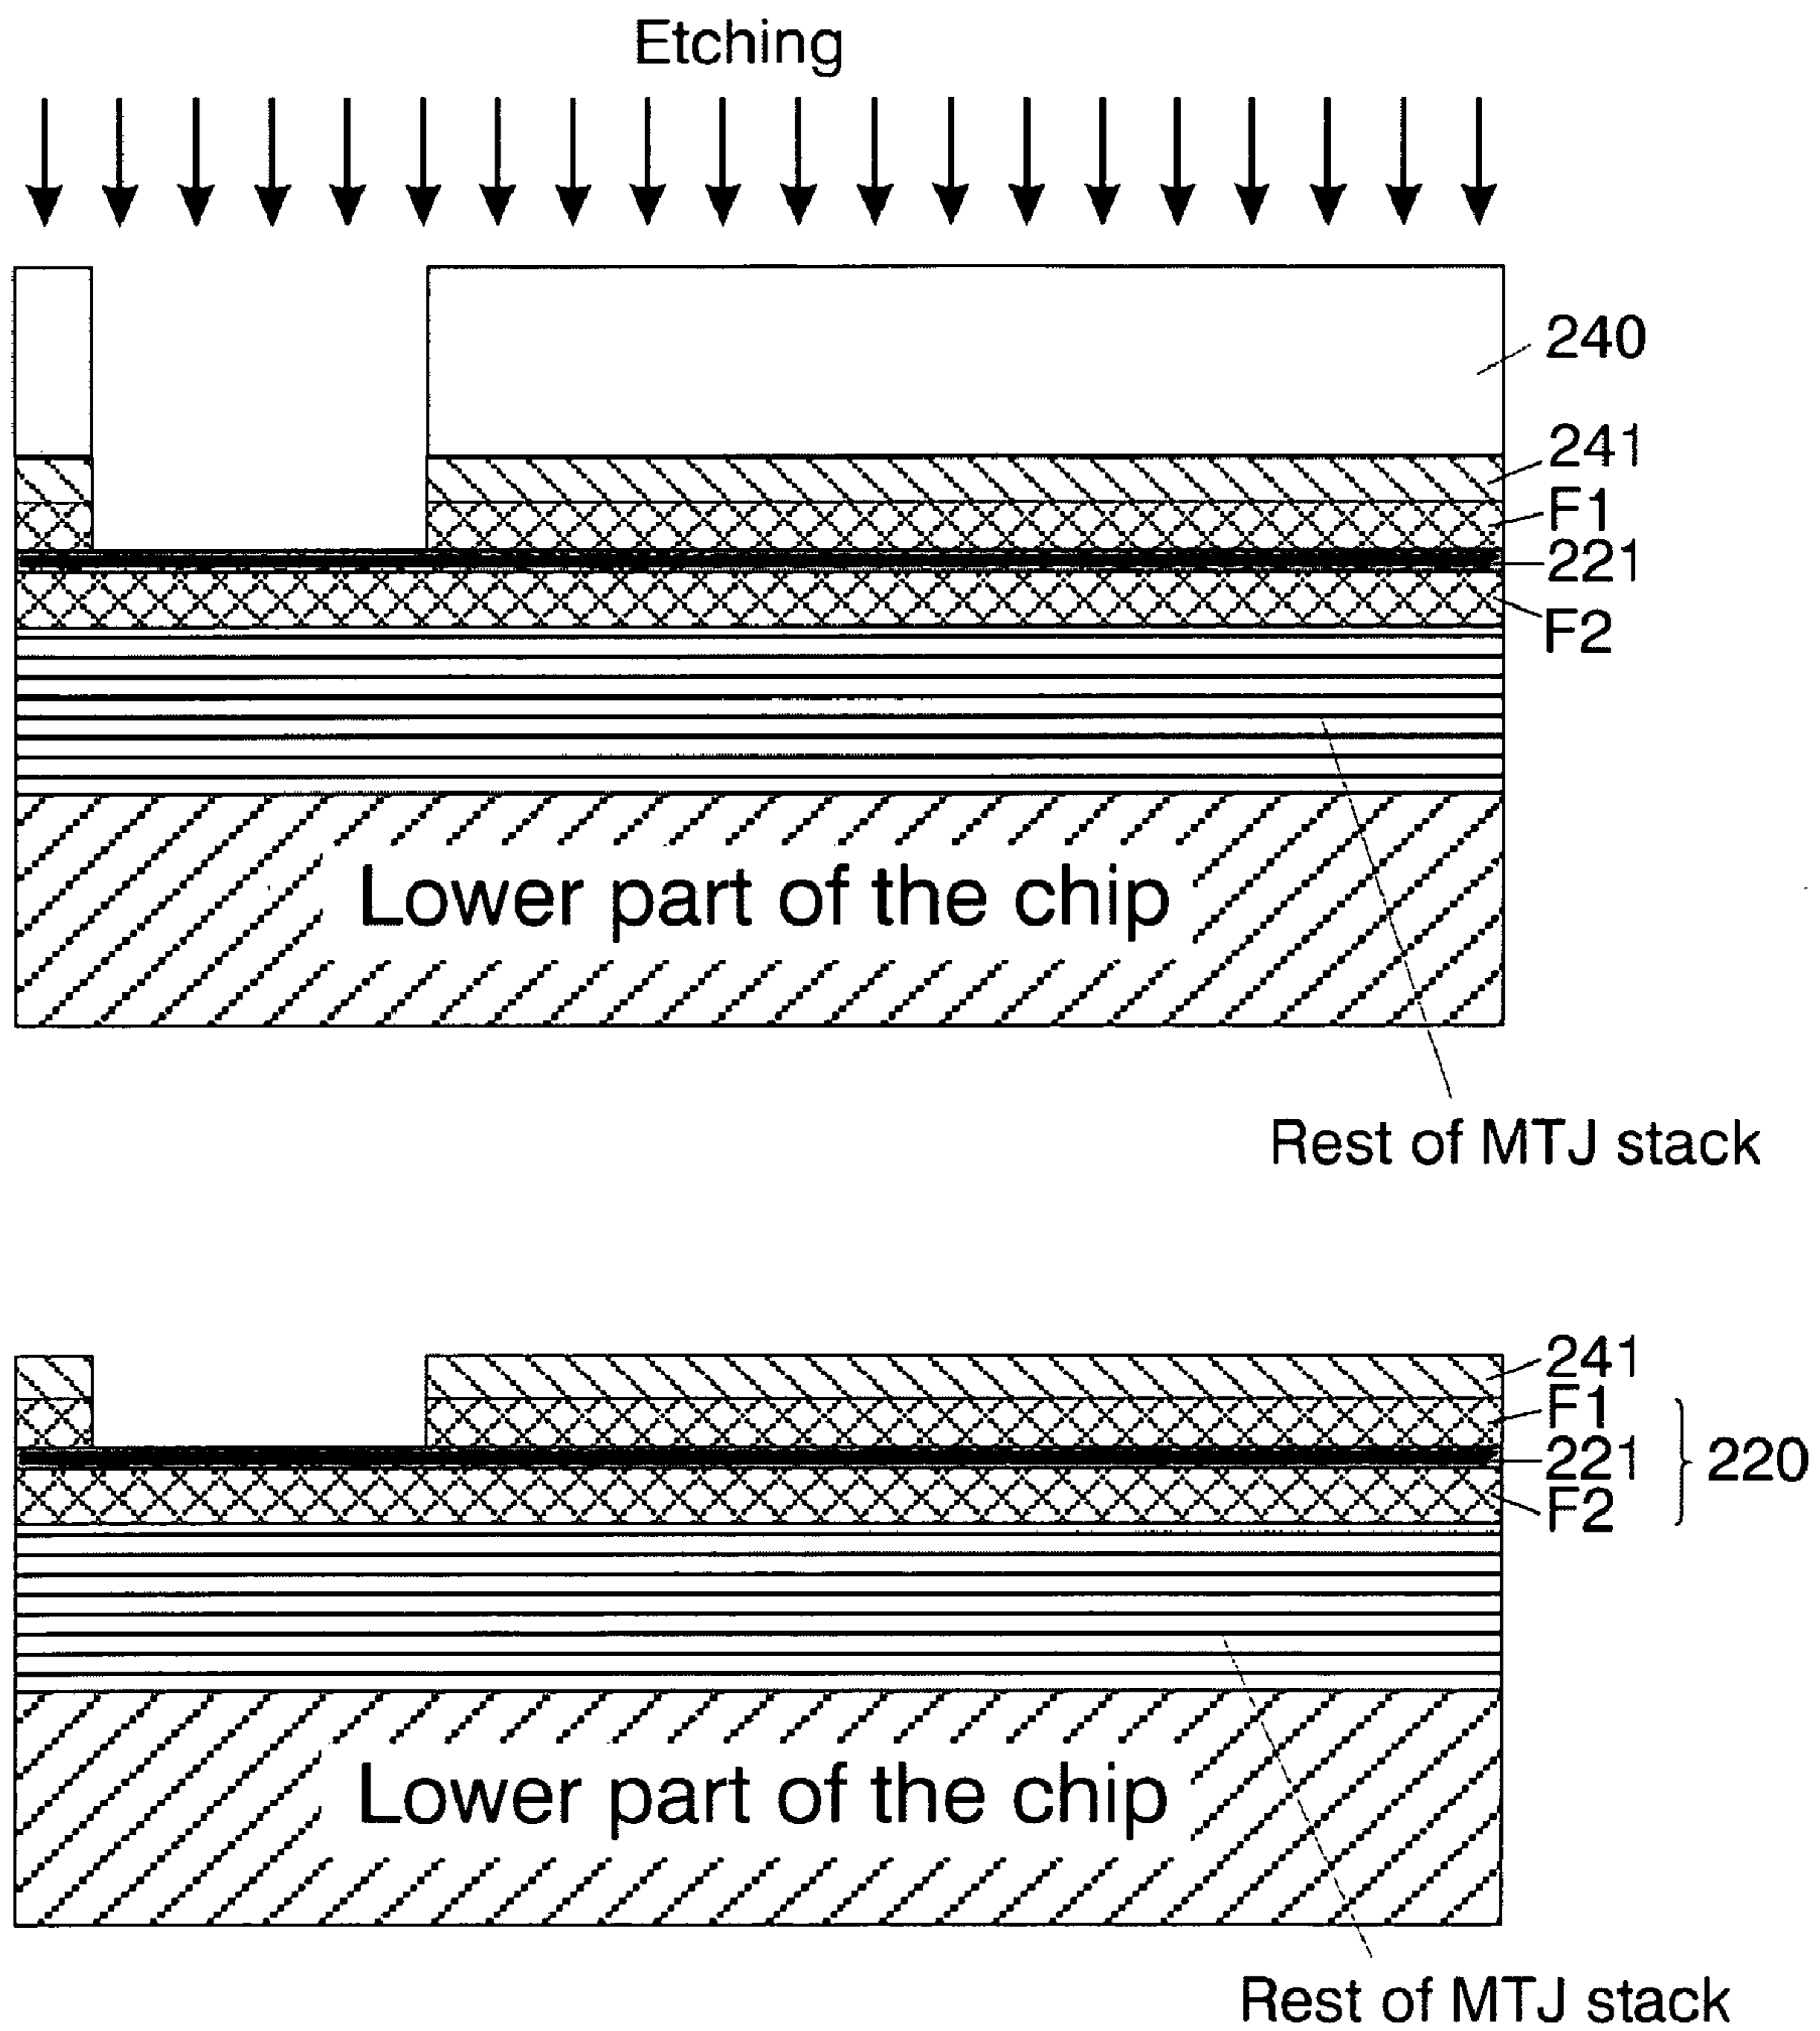 Etching
240
241
F1
221
F2
Lower part of the chip
Rest of MTJ stack
241
F1
221
220
F2
Lower part of the chip
Rest of MTJ stack